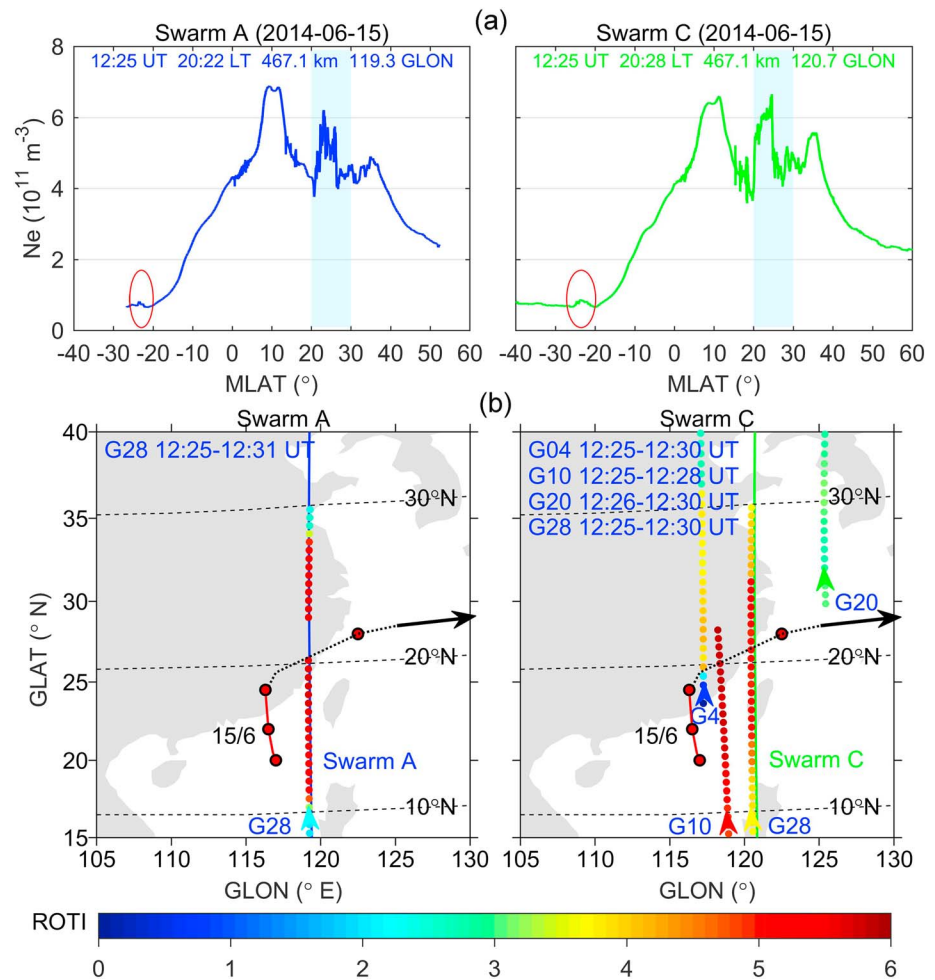 (a)
Swarm A (2014-06-15)
12:25 UT 20:22 LT 467.1 km 119.3 GLON
Ne (10^11 m^-3)
8
6
4
2
0
-40 -30 -20 -10 0 10 20 30 40 50 60
MLAT (°)
Swarm C (2014-06-15)
12:25 UT 20:28 LT 467.1 km 120.7 GLON
-40 -30 -20 -10 0 10 20 30 40 50 60
MLAT (°)
(b)
Swarm A
G28 12:25-12:31 UT
GLAT (° N)
40
35
30
25
20
15
30°N
20°N
10°N
15/6
Swarm A
G28
105 110 115 120 125 130
GLON (° E)
Swarm C
G04 12:25-12:30 UT
G10 12:25-12:28 UT
G20 12:26-12:30 UT
G28 12:25-12:30 UT
30°N
G20
20°N
G4
15/6
Swarm C
10°N
G10
G28
105 110 115 120 125 130
GLON (°)
ROTI
0 1 2 3 4 5 6